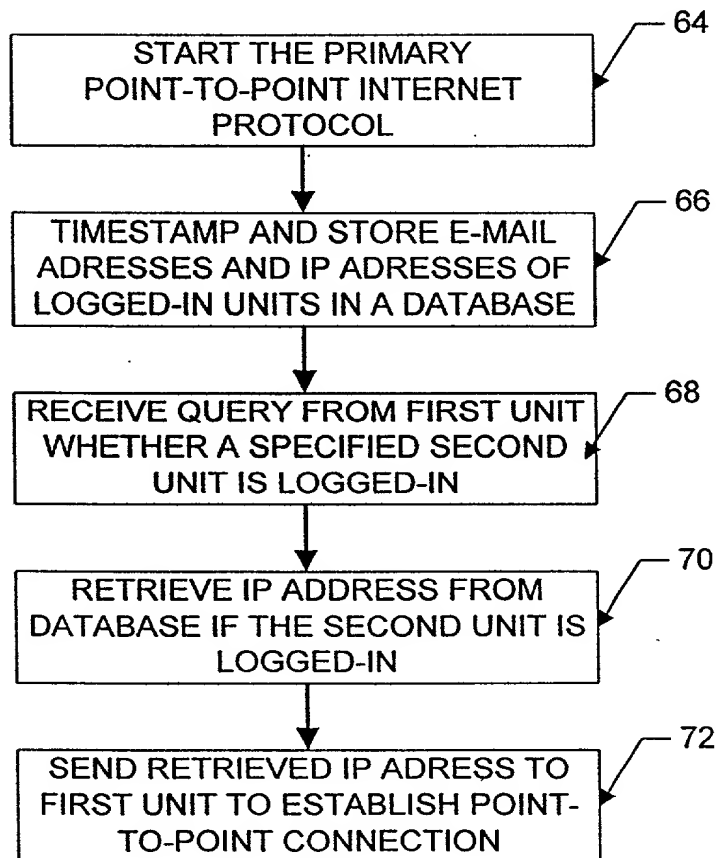 64
START THE PRIMARY
POINT-TO-POINT INTERNET
PROTOCOL
66
TIMESTAMP AND STORE E-MAIL
ADRESSES AND IP ADRESSES OF
LOGGED-IN UNITS IN A DATABASE
68
RECEIVE QUERY FROM FIRST UNIT
WHETHER A SPECIFIED SECOND
UNIT IS LOGGED-IN
70
RETRIEVE IP ADDRESS FROM
DATABASE IF THE SECOND UNIT IS
LOGGED-IN
72
SEND RETRIEVED IP ADRESS TO
FIRST UNIT TO ESTABLISH POINT-
TO-POINT CONNECTION